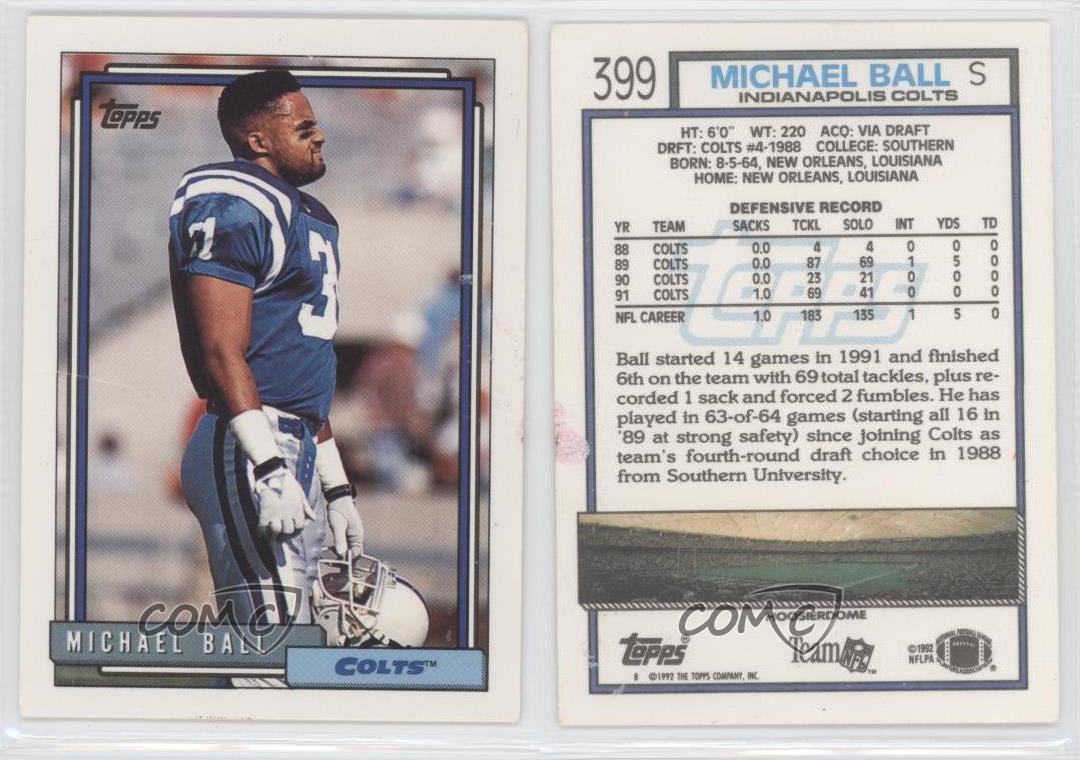 Topps
31
3
MICHAEL BALL
COLTS™
COMC
399
MICHAEL BALL S
INDIANAPOLIS COLTS
HT: 6'0" WT: 220 ACQ: VIA DRAFT
DRFT: COLTS #4-1988 COLLEGE: SOUTHERN
BORN: 8-5-64, NEW ORLEANS, LOUISIANA
HOME: NEW ORLEANS, LOUISIANA
DEFENSIVE RECORD
YR TEAM SACKS TCKL SOLO INT YDS TD
88 COLTS 0.0 4 4 0 0 0
89 COLTS 0.0 87 69 1 5 0
90 COLTS 0.0 23 21 0 0 0
91 COLTS 1.0 69 41 0 0 0
NFL CAREER 1.0 183 135 1 5 0
Topps
Ball started 14 games in 1991 and finished
6th on the team with 69 total tackles, plus re-
corded 1 sack and forced 2 fumbles. He has
played in 63-of-64 games (starting all 16 in
'89 at strong safety) since joining Colts as
team's fourth-round draft choice in 1988
from Southern University.
HOOSIERDOME
COMC
Topps® Team NFL™ ©1992
NFLPA
8 ©1992 THE TOPPS COMPANY, INC.